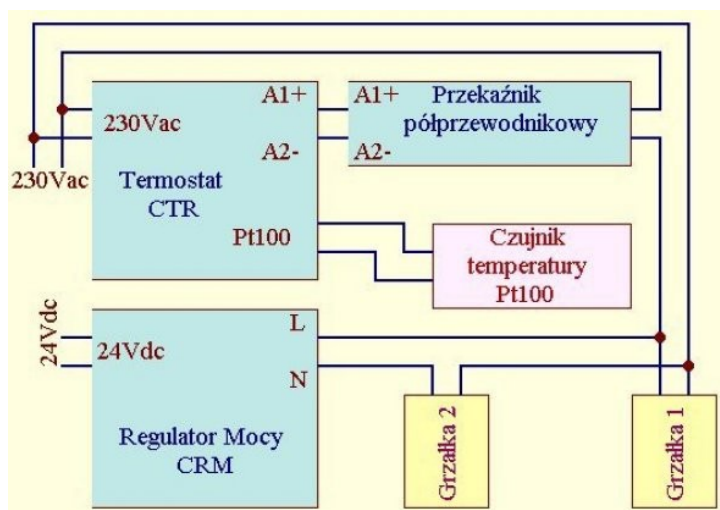 A1+
A1+
Przekaźnik
półprzewodnikowy
230Vac
A2-
A2-
230Vac
Termostat
CTR
Pt100
Czujnik
temperatury
Pt100
24Vdc
L
24Vdc
N
Regulator Mocy
CRM
Grzałka 2
Grzałka 1